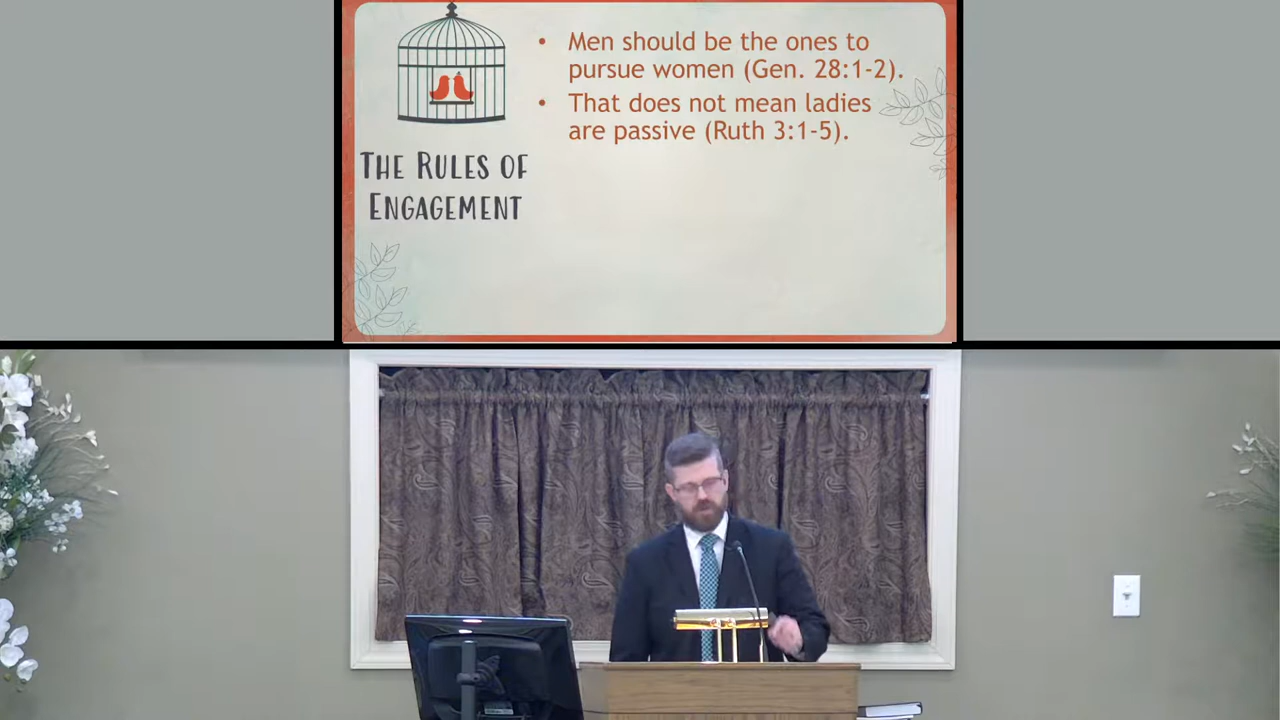 • Men should be the ones to
pursue women (Gen. 28:1-2).
• That does not mean ladies
are passive (Ruth 3:1-5).
The Rules of
Engagement